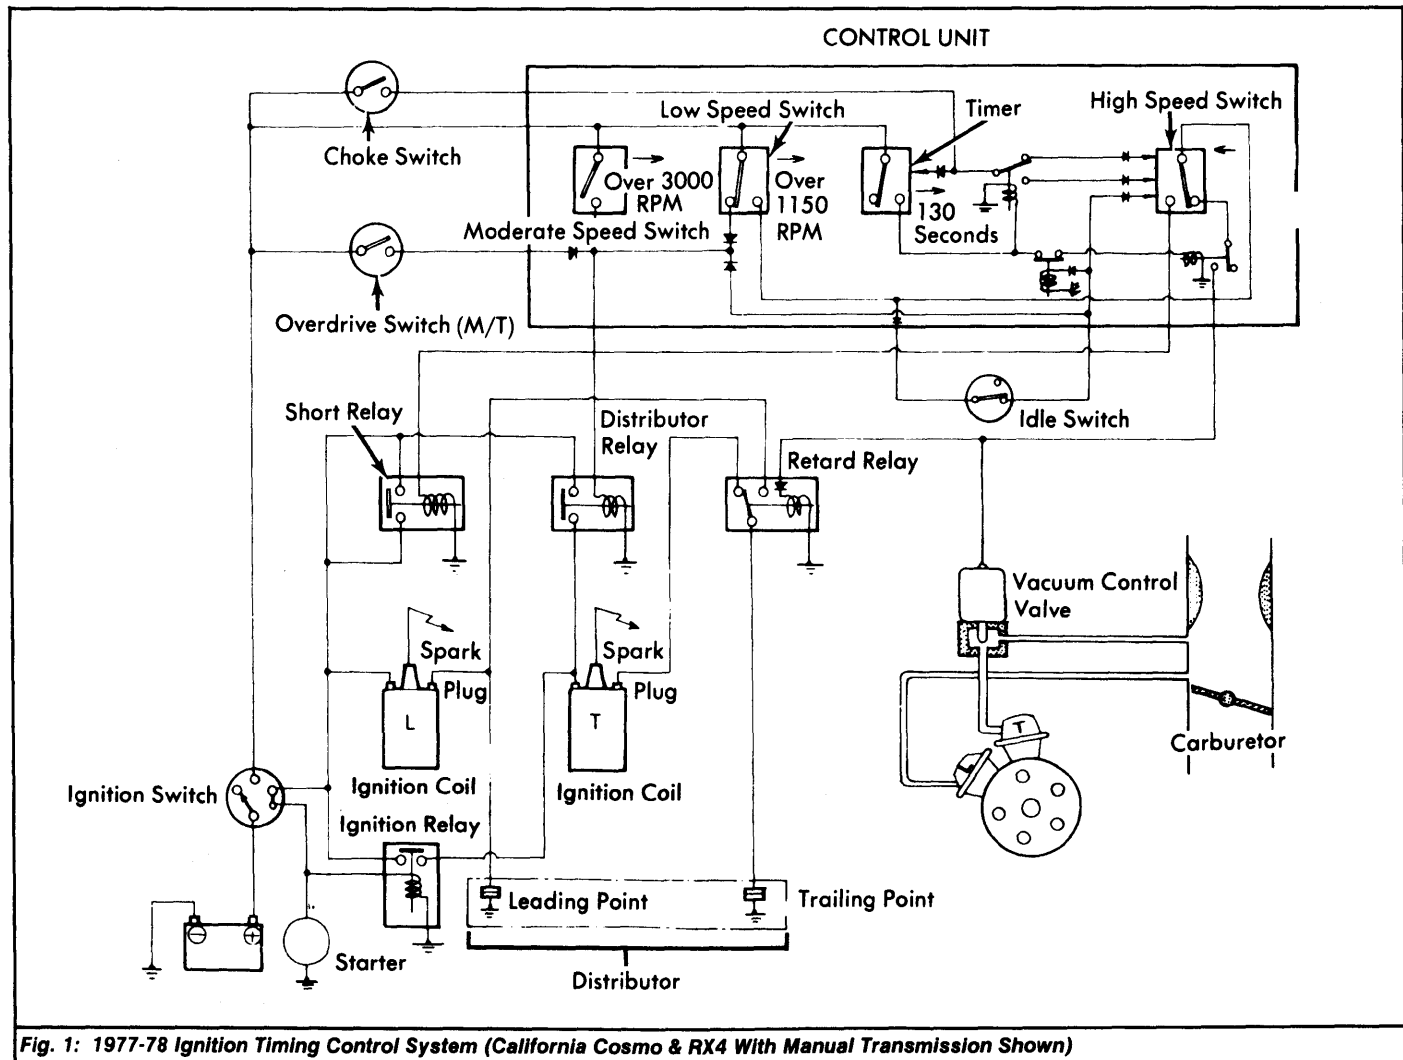 CONTROL UNIT
Low Speed Switch
Timer
High Speed Switch
Choke Switch
Over 3000
RPM
Over
1150
RPM
130
Seconds
Moderate Speed Switch
Overdrive Switch (M/T)
Short Relay
Distributor
Relay
Idle Switch
Retard Relay
Vacuum Control
Valve
Spark
Plug
Spark
Plug
L
T
T
L
Carburetor
Ignition Coil
Ignition Coil
Ignition Switch
Ignition Relay
Leading Point
Trailing Point
Starter
Distributor
Fig. 1: 1977-78 Ignition Timing Control System (California Cosmo & RX4 With Manual Transmission Shown)